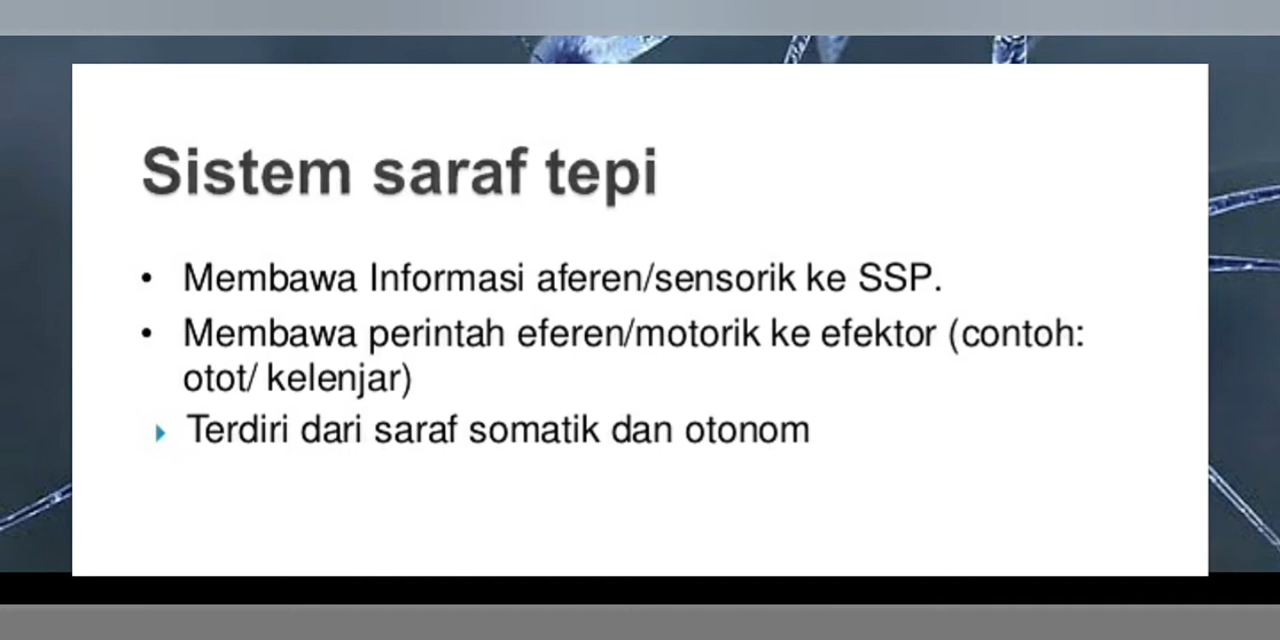 Sistem saraf tepi
• Membawa Informasi aferen/sensorik ke SSP.
• Membawa perintah eferen/motorik ke efektor (contoh:
otot/ kelenjar)
Terdiri dari saraf somatik dan otonom